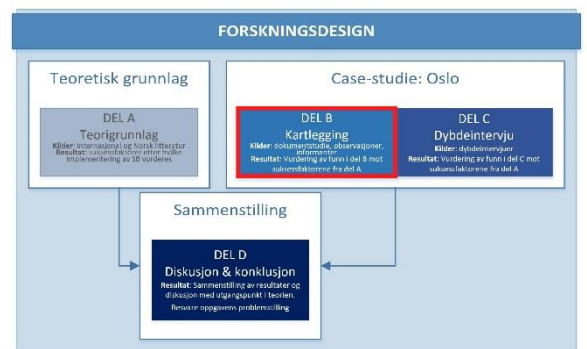 FORSKNINGSDESIGN
Teoretisk grunnlag
DEL A
Teorigrunnlag
Kilder: Internasjonal og Norsk litteratur
Resultat: suksessfaktorer etter hvilke
implementering av SB vurderes
Case-studie: Oslo
DEL B
Kartlegging
Kilder: dokumentstudie, observasjoner,
informanter
Resultat: Vurdering av funn i del B mot
suksessfaktorene fra del A
DEL C
Dybdeintervju
Kilder: dybdeintervjuer
Resultat: Vurdering av funn i del C mot
suksessfaktorene fra del A
Sammenstilling
DEL D
Diskusjon & konklusjon
Resultat: Sammenstilling av resultater og
diskusjon med utgangspunkt i teorien.
Besvare oppgavens problemstilling